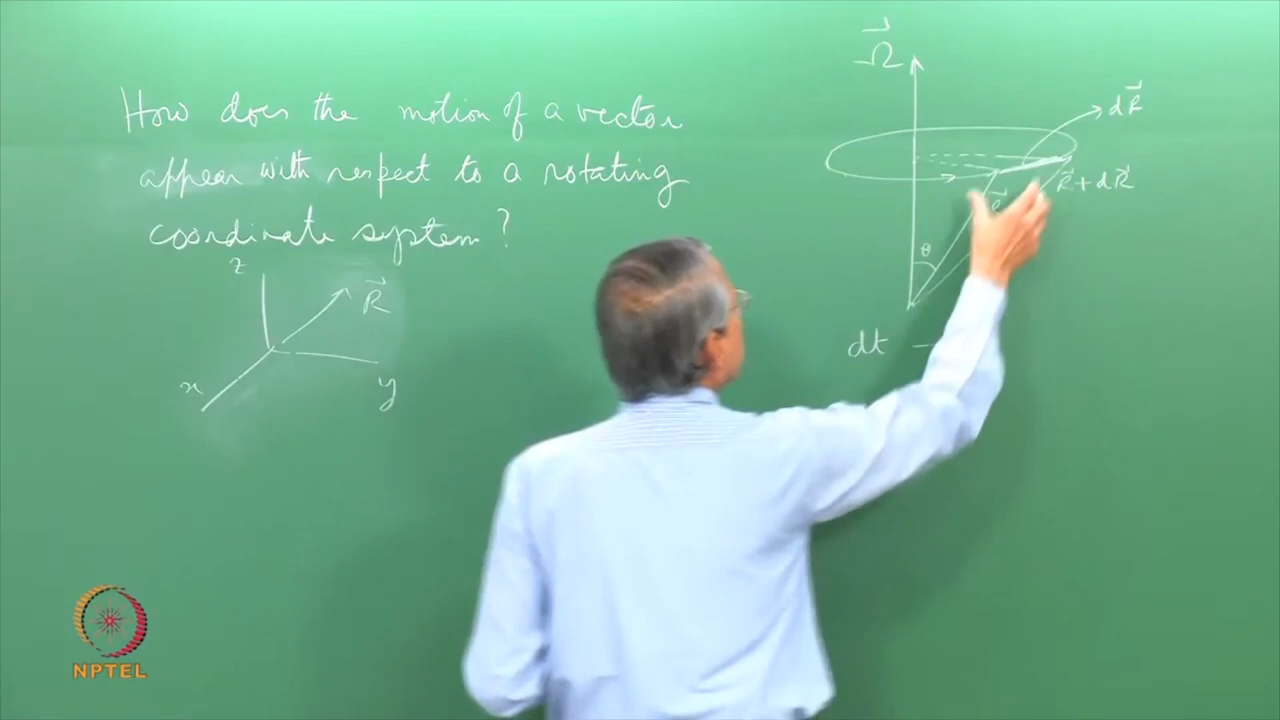 How does the motion of a vector
appear with respect to a rotating
coordinate system ?
z
R⃗
x
y
Ω⃗
dR⃗
R⃗ + dR⃗
θ
dt —
NPTEL